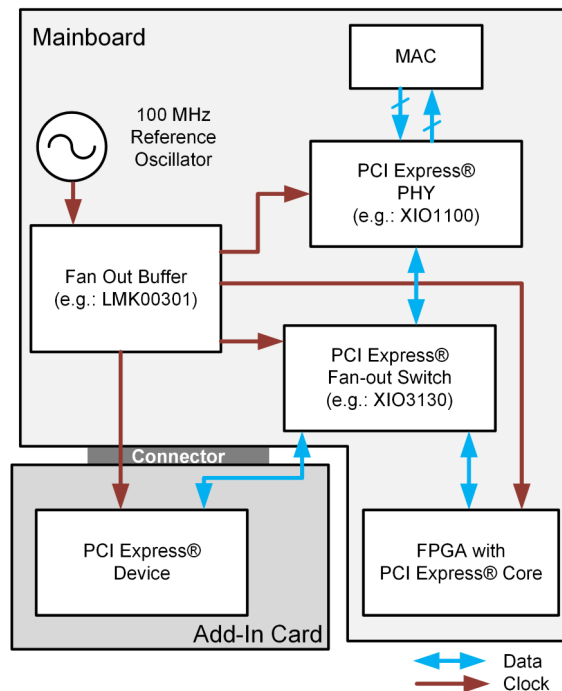 Mainboard
MAC
100 MHz
Reference
Oscillator
PCI Express®
PHY
(e.g.: XIO1100)
Fan Out Buffer
(e.g.: LMK00301)
PCI Express®
Fan-out Switch
(e.g.: XIO3130)
Connector
PCI Express®
Device
FPGA with
PCI Express® Core
Add-In Card
Data
Clock